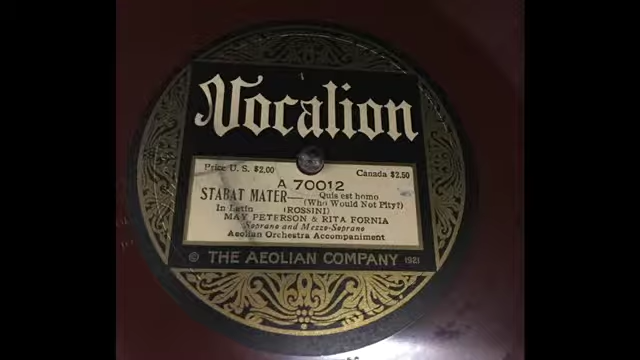 Vocalion
Price U. S. $2.00
Canada $2.50
A 70012
STABAT MATER— Quis est homo
(Who Would Not Pity?)
In Latin (ROSSINI)
MAY PETERSON & RITA FORNIA
Soprano and Mezzo-Soprano
Aeolian Orchestra Accompaniment
© THE AEOLIAN COMPANY 1921